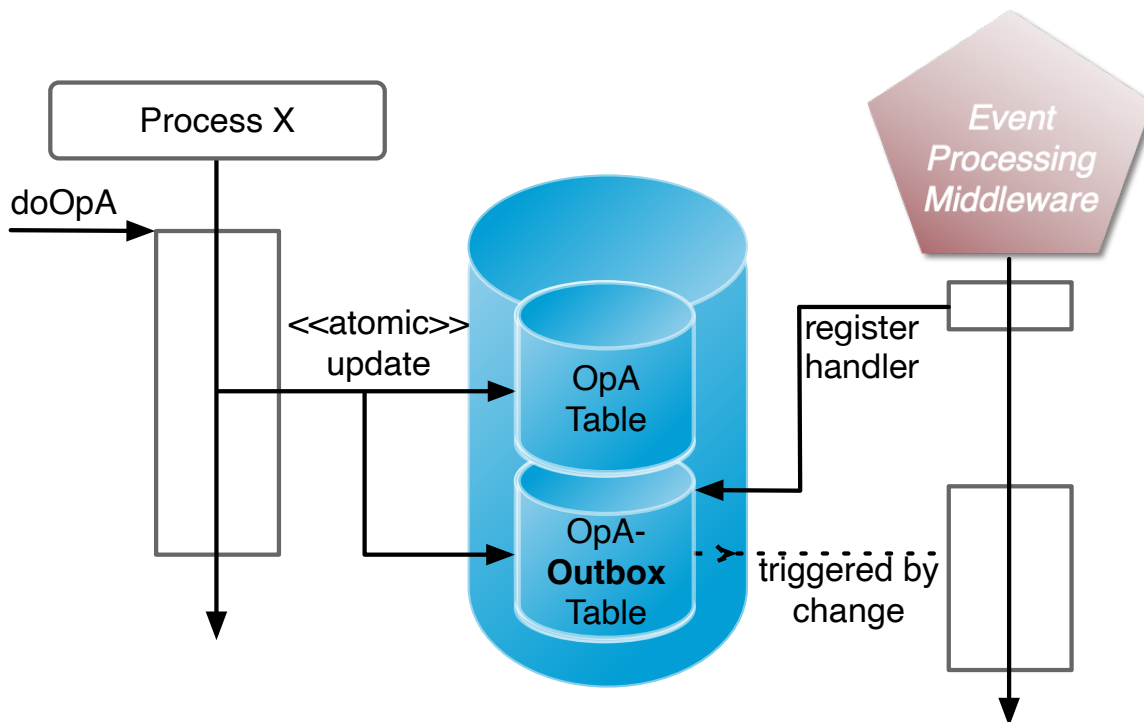 Process X
doOpA
<<atomic>>
update
OpA
Table
OpA-
Outbox
Table
Event
Processing
Middleware
register
handler
triggered by
change